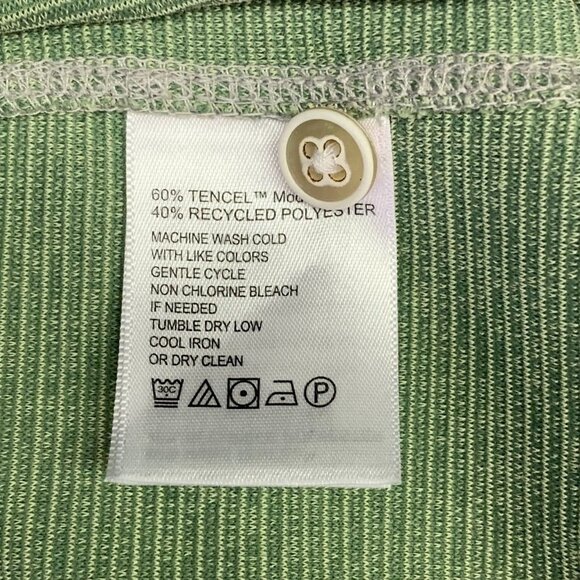 60% TENCEL™
40% RECYCLED POLYESTER
MACHINE WASH COLD
WITH LIKE COLORS
GENTLE CYCLE
NON CHLORINE BLEACH
IF NEEDED
TUMBLE DRY LOW
COOL IRON
OR DRY CLEAN
30C P